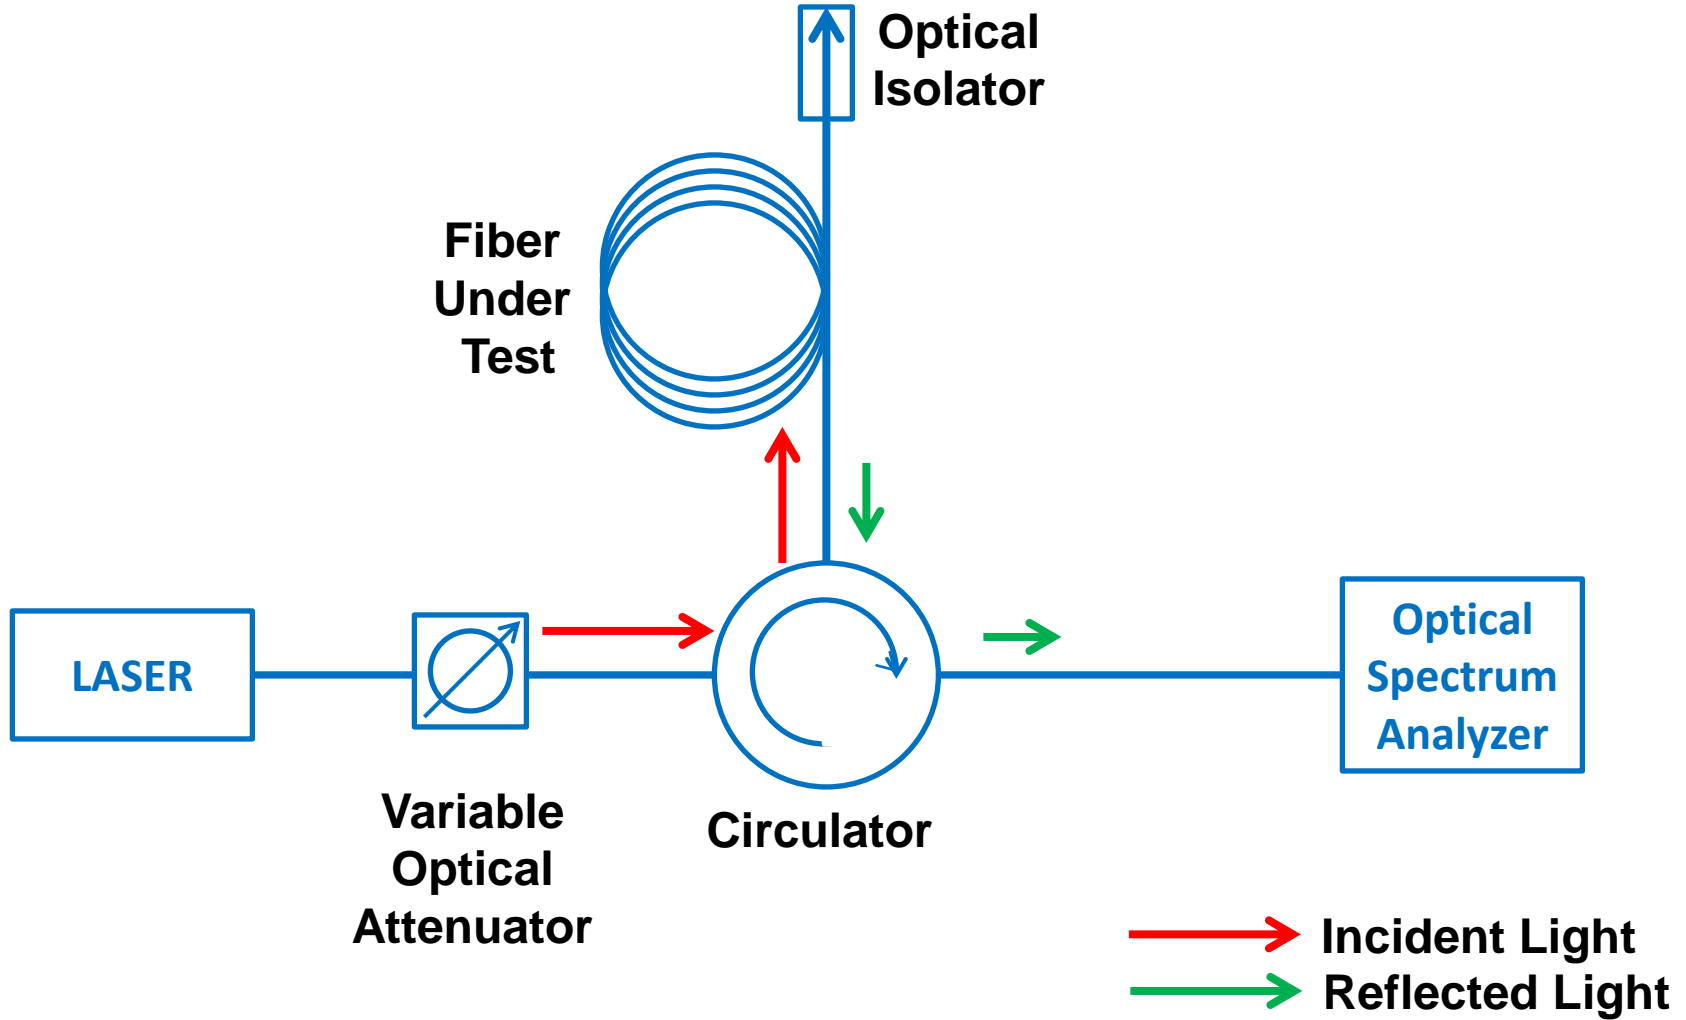 Optical
Isolator
Fiber
Under
Test
LASER
Optical
Spectrum
Analyzer
Variable
Optical
Attenuator
Circulator
Incident Light
Reflected Light